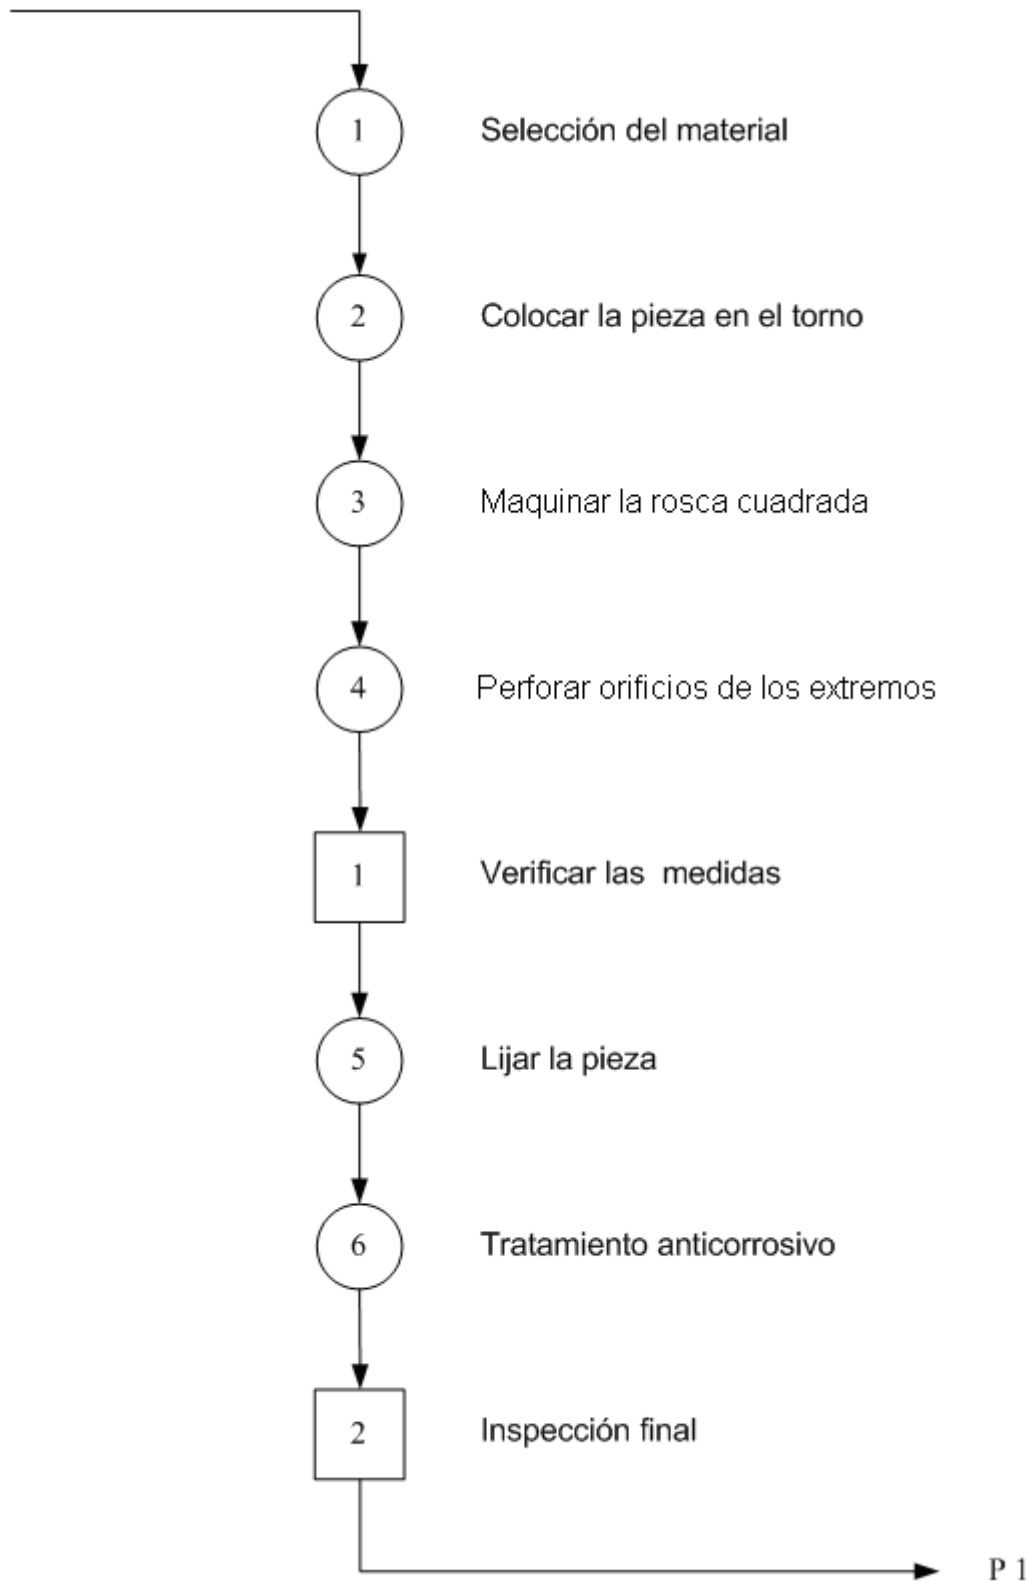 1 Selección del material
2 Colocar la pieza en el torno
3 Maquinar la rosca cuadrada
4 Perforar orificios de los extremos
1 Verificar las  medidas
5 Lijar la pieza
6 Tratamiento anticorrosivo
2 Inspección final
P 1